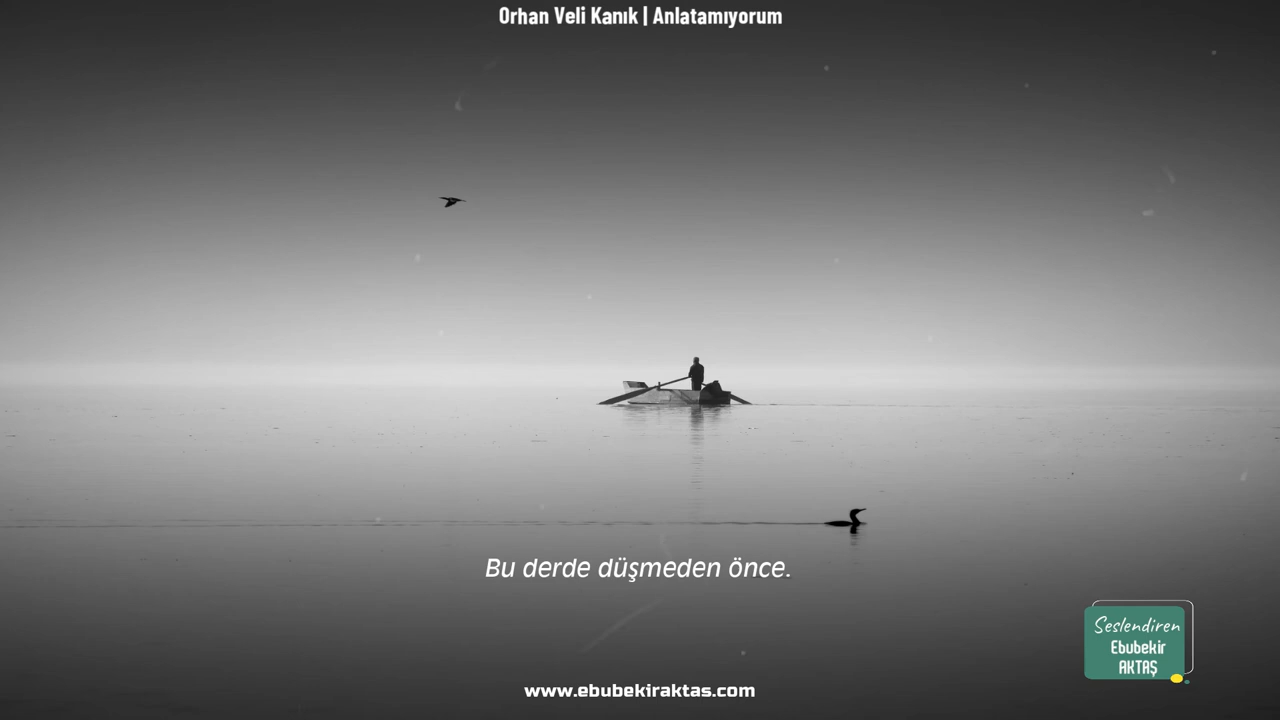 Orhan Veli Kanık | Anlatamıyorum
Bu derde düşmeden önce.
Seslendiren
Ebubekir
AKTAŞ
www.ebubekiraktas.com